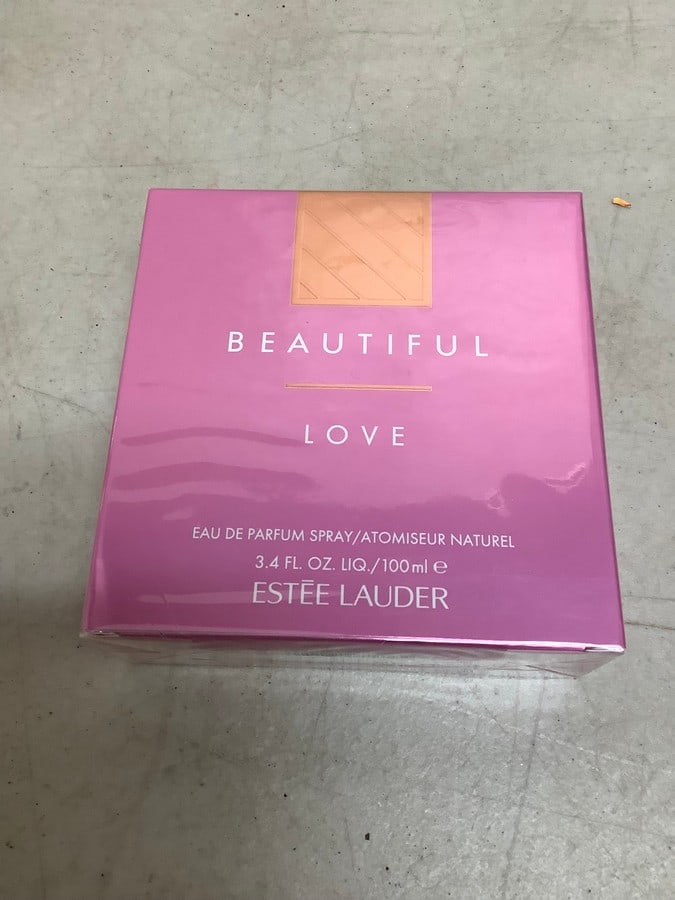 BEAUTIFUL
LOVE
EAU DE PARFUM SPRAY/ATOMISEUR NATUREL
3.4 FL. OZ. LIQ./100ml ℮
ESTĒE LAUDER